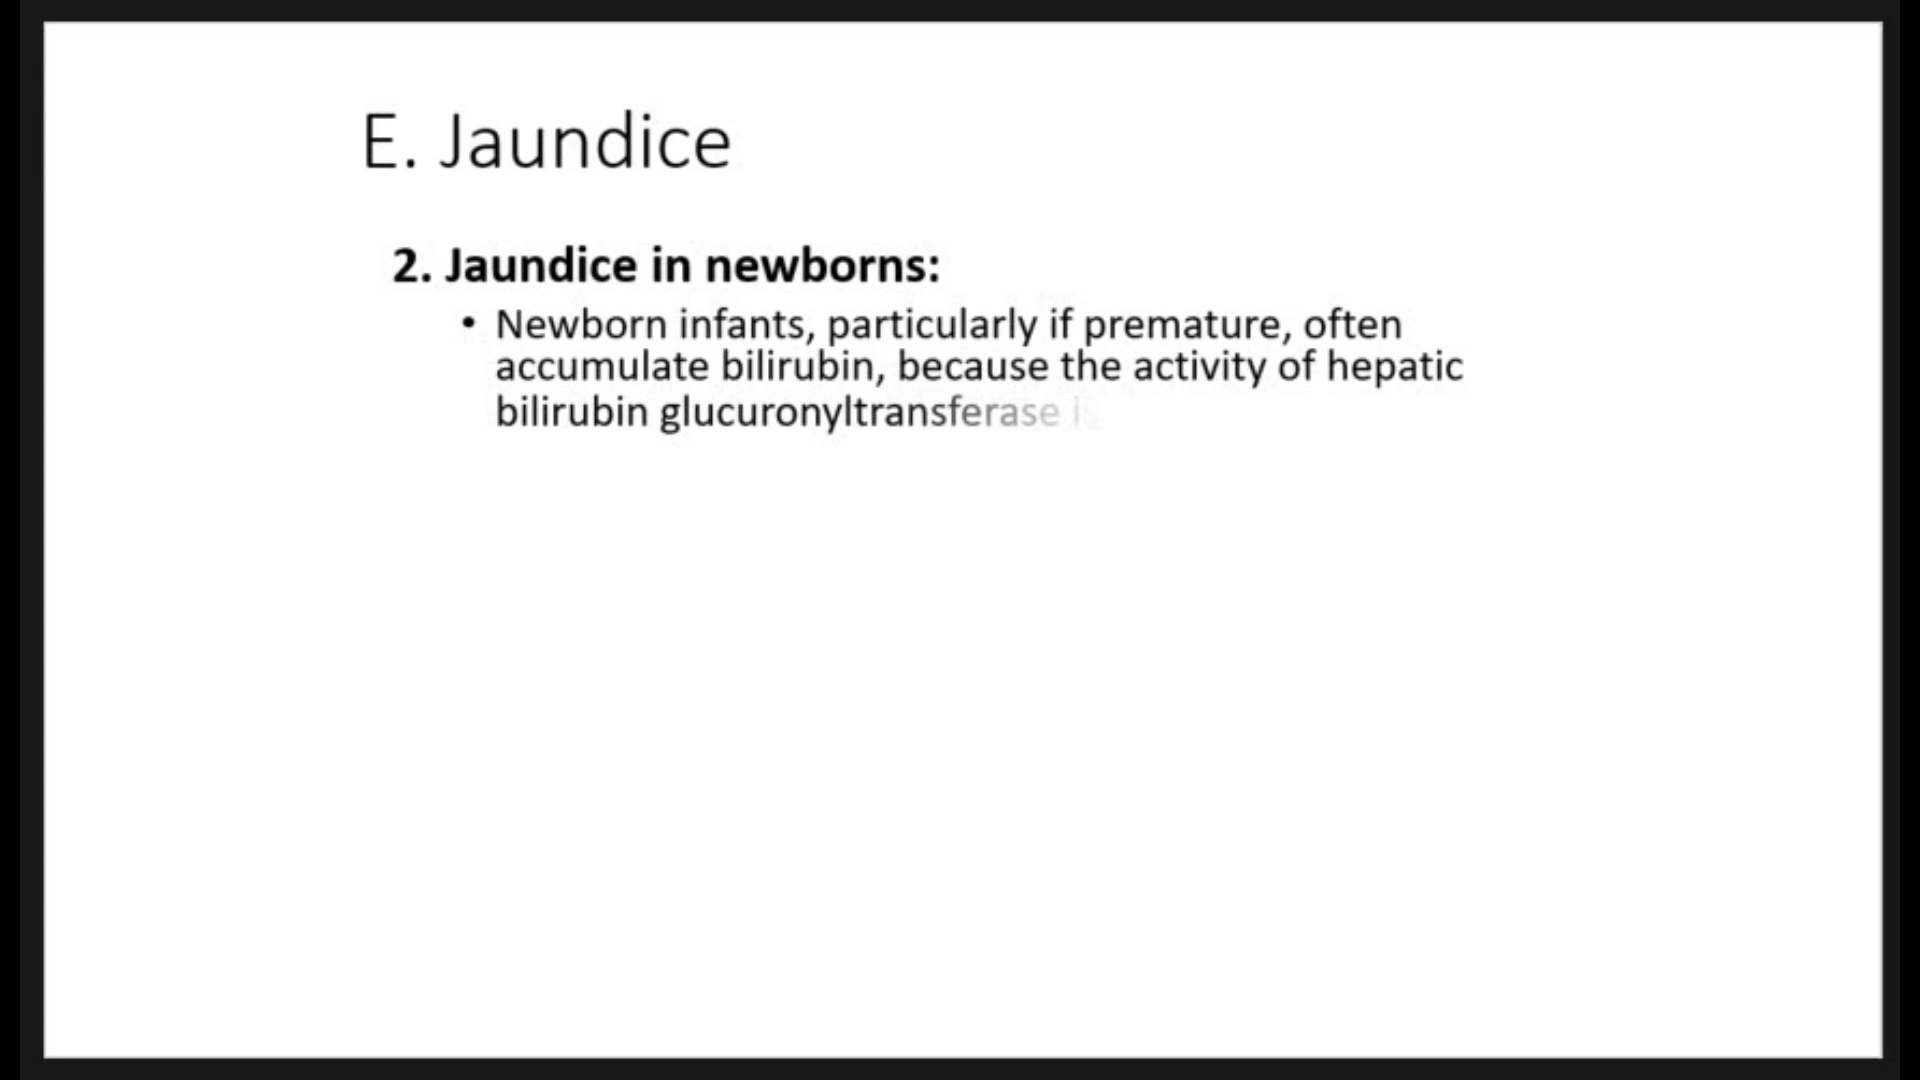 E. Jaundice
2. Jaundice in newborns:
• Newborn infants, particularly if premature, often
accumulate bilirubin, because the activity of hepatic
bilirubin glucuronyltransferase is